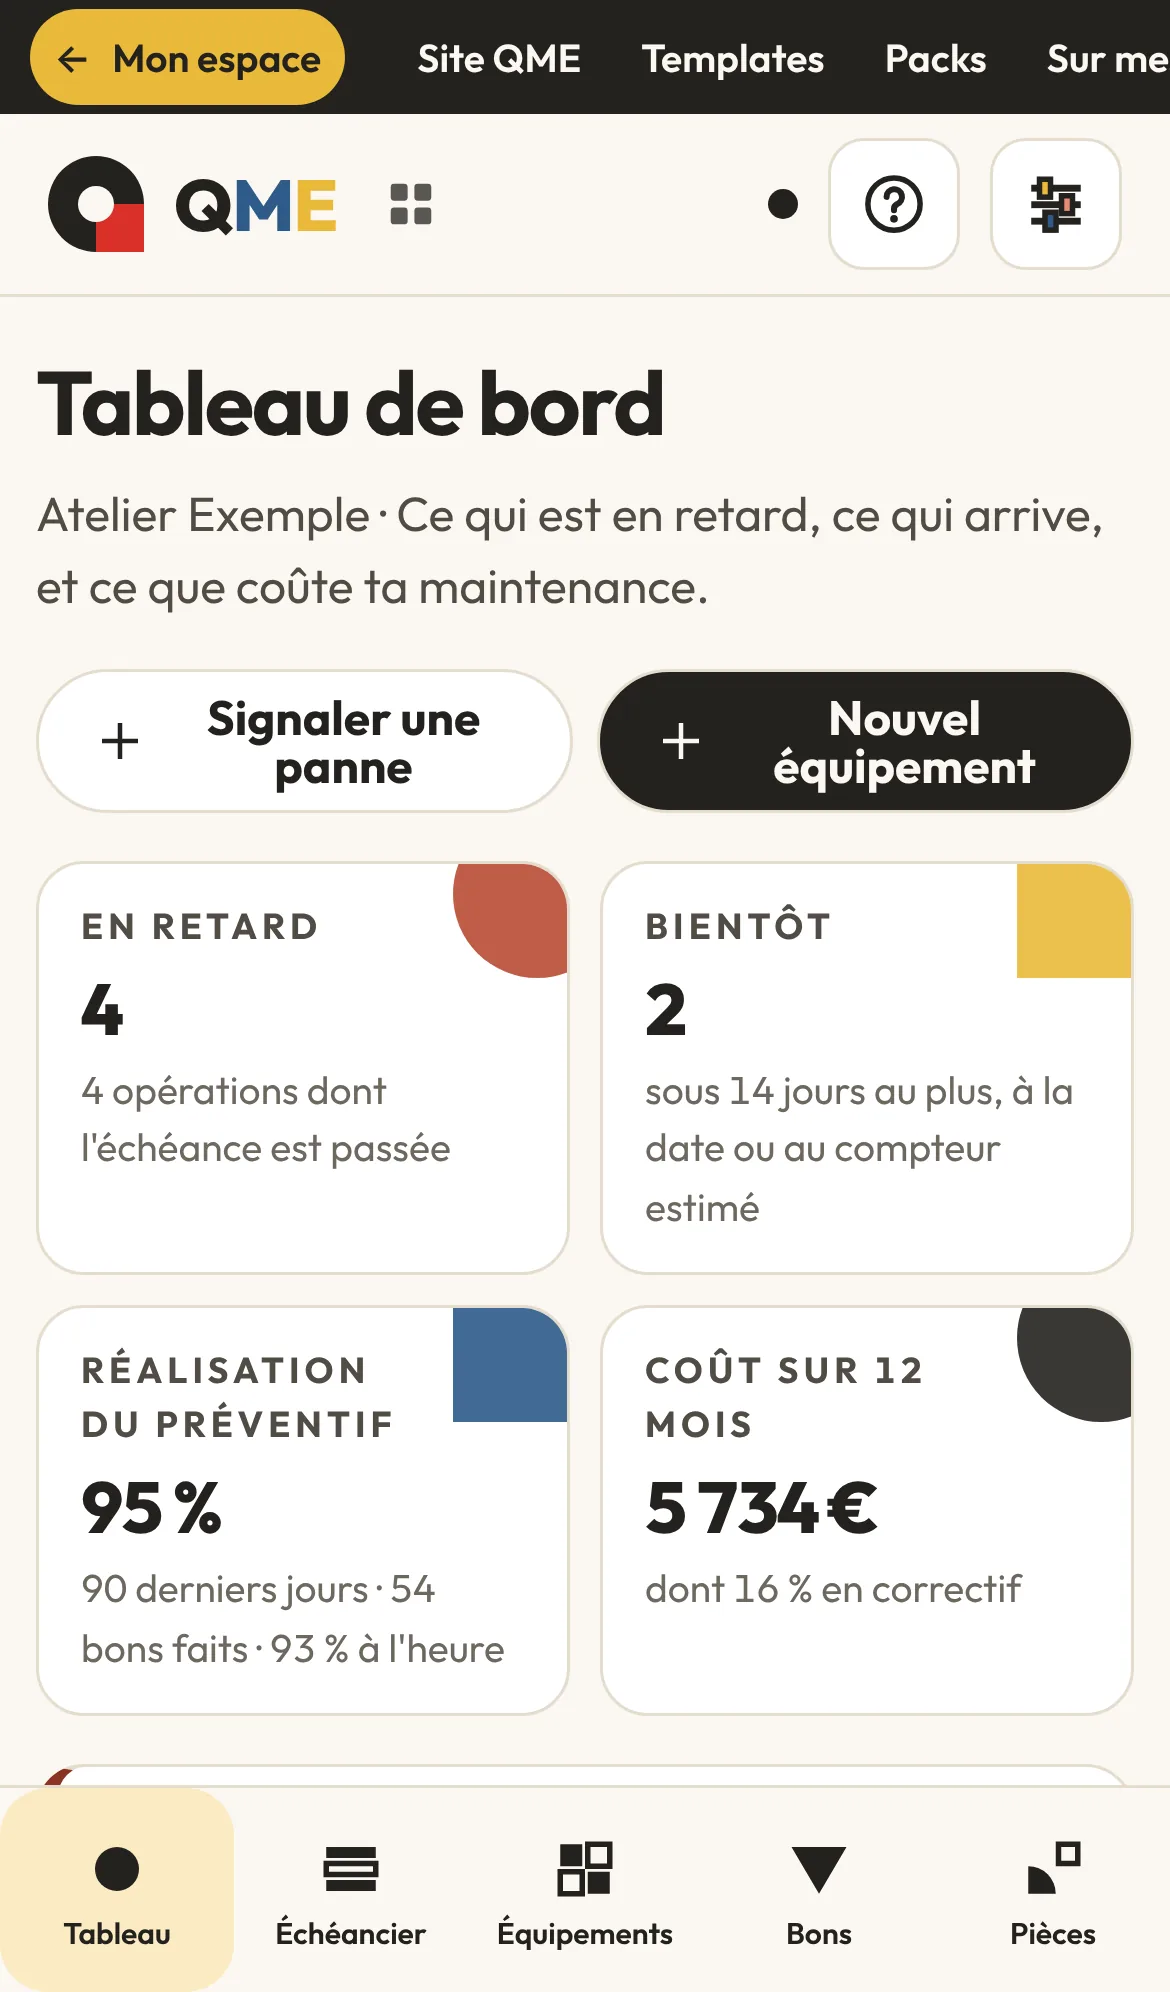 ← Mon espace Site QME Templates Packs Sur me
QME
Tableau de bord
Atelier Exemple · Ce qui est en retard, ce qui arrive,
et ce que coûte ta maintenance.
+ Signaler une
panne
+ Nouvel
équipement
EN RETARD
4
4 opérations dont
l'échéance est passée
BIENTÔT
2
sous 14 jours au plus, à la
date ou au compteur
estimé
RÉALISATION
DU PRÉVENTIF
95 %
90 derniers jours · 54
bons faits · 93 % à l'heure
COÛT SUR 12
MOIS
5 734 €
dont 16 % en correctif
Tableau Échéancier Équipements Bons Pièces